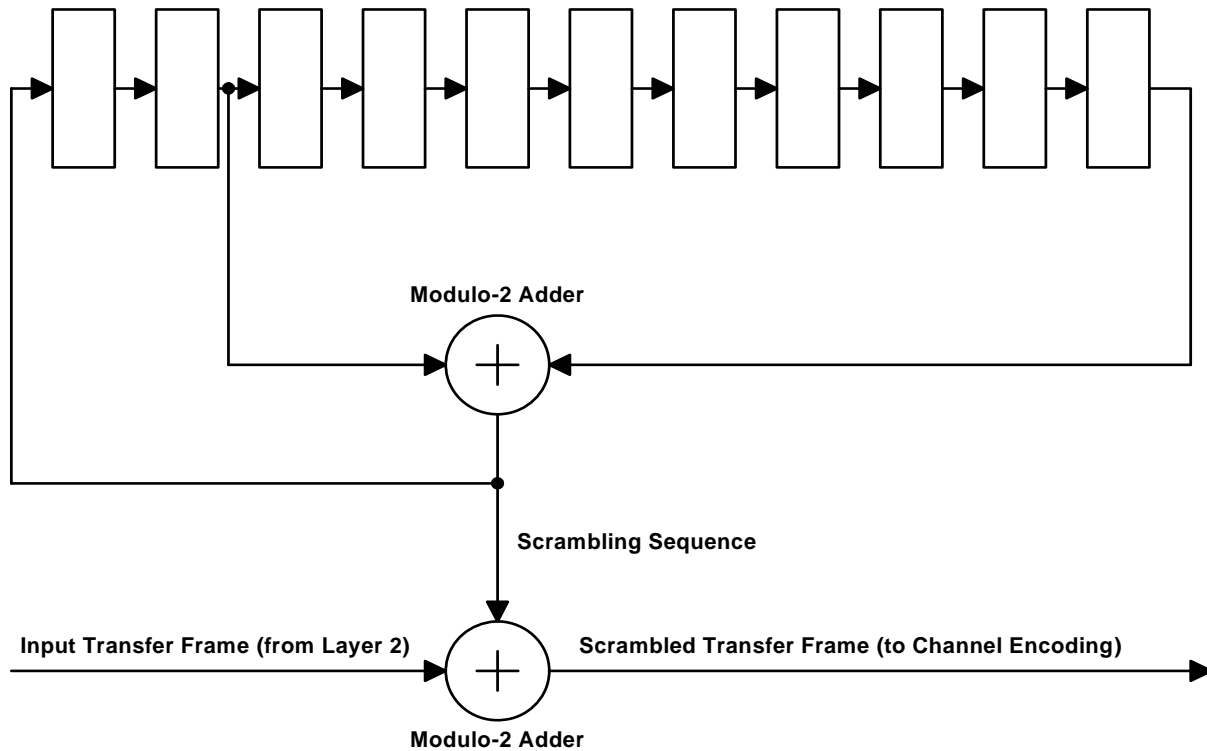 Modulo-2 Adder
Scrambling Sequence
Input Transfer Frame (from Layer 2)
Scrambled Transfer Frame (to Channel Encoding)
Modulo-2 Adder